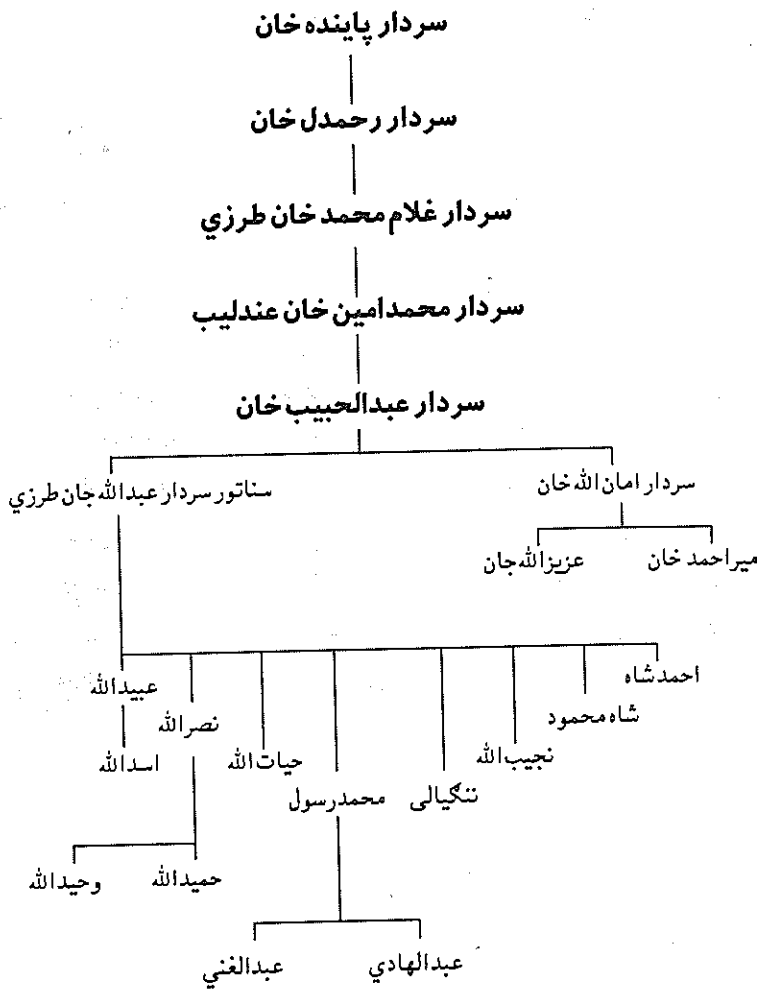 سردار پاینده خان
سردار رحمدل خان
سردار غلام محمد خان طرزي
سردار محمدامین خان عندلیب
سردار عبدالحبیب خان
سردار امان الله خان
سناتور سردار عبدالله جان طرزي
میراحمد خان
عزیزالله جان
احمدشاه
شاه محمود
نجیب الله
ننګیالی
محمدرسول
حیات الله
نصرالله
عبیدالله
اسدالله
حمیدالله
وحیدالله
عبدالهادي
عبدالغني